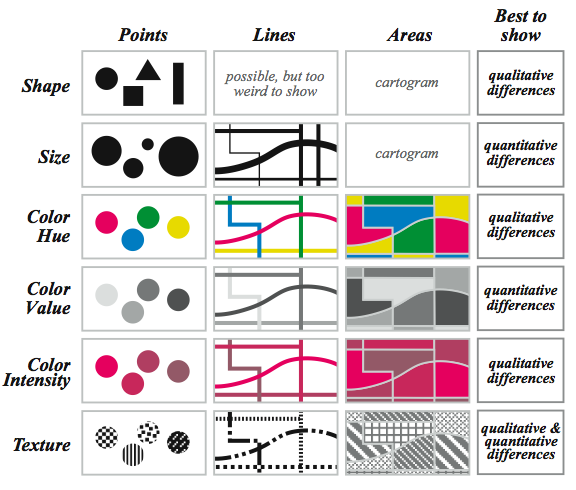 Points
Lines
Areas
Best to
show
Shape
possible, but too
weird to show
cartogram
qualitative
differences
Size
cartogram
quantitative
differences
Color
Hue
qualitative
differences
Color
Value
quantitative
differences
Color
Intensity
qualitative
differences
Texture
qualitative &
quantitative
differences